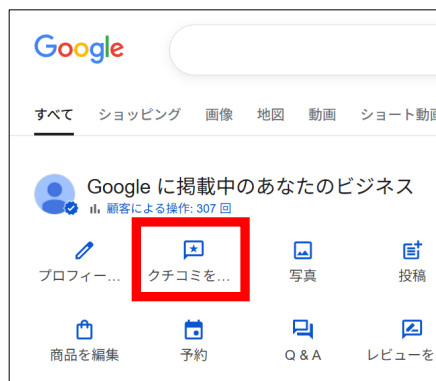 Google
すべて ショッピング 画像 地図 動画 ショート動画
Google に掲載中のあなたのビジネス
顧客による操作: 307 回
プロフィー… クチコミを… 写真 投稿
商品を編集 予約 Q & A レビューを